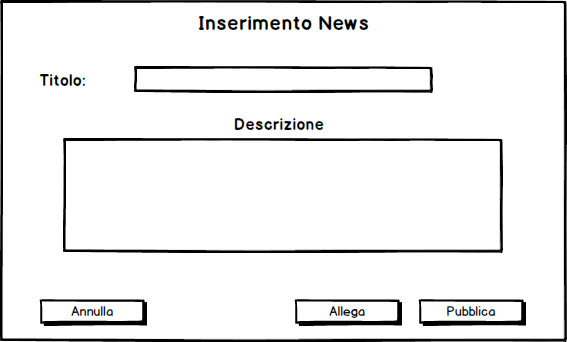 Inserimento News
Titolo:
Descrizione
Annulla Allega Pubblica